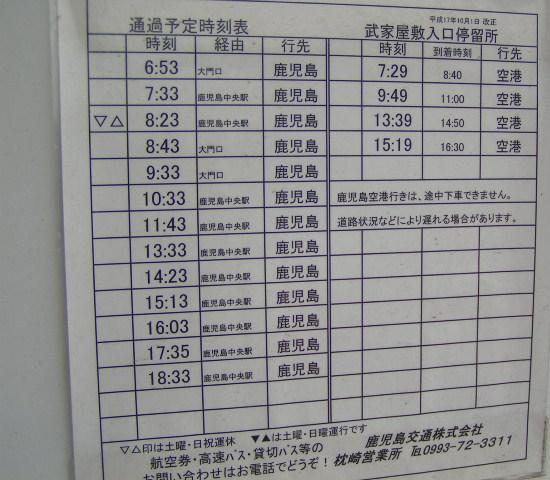 平成17年10月1日 改正
通過予定時刻表 武家屋敷入口停留所
時刻 経由 行先 時刻 到着時刻 行先
6:53 大門口 鹿児島 7:29 8:40 空港
7:33 鹿児島中央駅 鹿児島 9:49 11:00 空港
▽△ 8:23 鹿児島中央駅 鹿児島 13:39 14:50 空港
8:43 大門口 鹿児島 15:19 16:30 空港
9:33 大門口 鹿児島
10:33 鹿児島中央駅 鹿児島 鹿児島空港行きは、途中下車できません。
11:43 鹿児島中央駅 鹿児島 道路状況などにより遅れる場合があります。
13:33 鹿児島中央駅 鹿児島
14:23 鹿児島中央駅 鹿児島
15:13 鹿児島中央駅 鹿児島
16:03 鹿児島中央駅 鹿児島
17:35 鹿児島中央駅 鹿児島
18:33 鹿児島中央駅 鹿児島
▽△印は土曜・日祝運休 ▼▲は土曜・日曜運行です
航空券・高速バス・貸切バス等の 鹿児島交通株式会社
お問い合わせはお電話でどうぞ! 枕崎営業所 ℡0993-72-3311